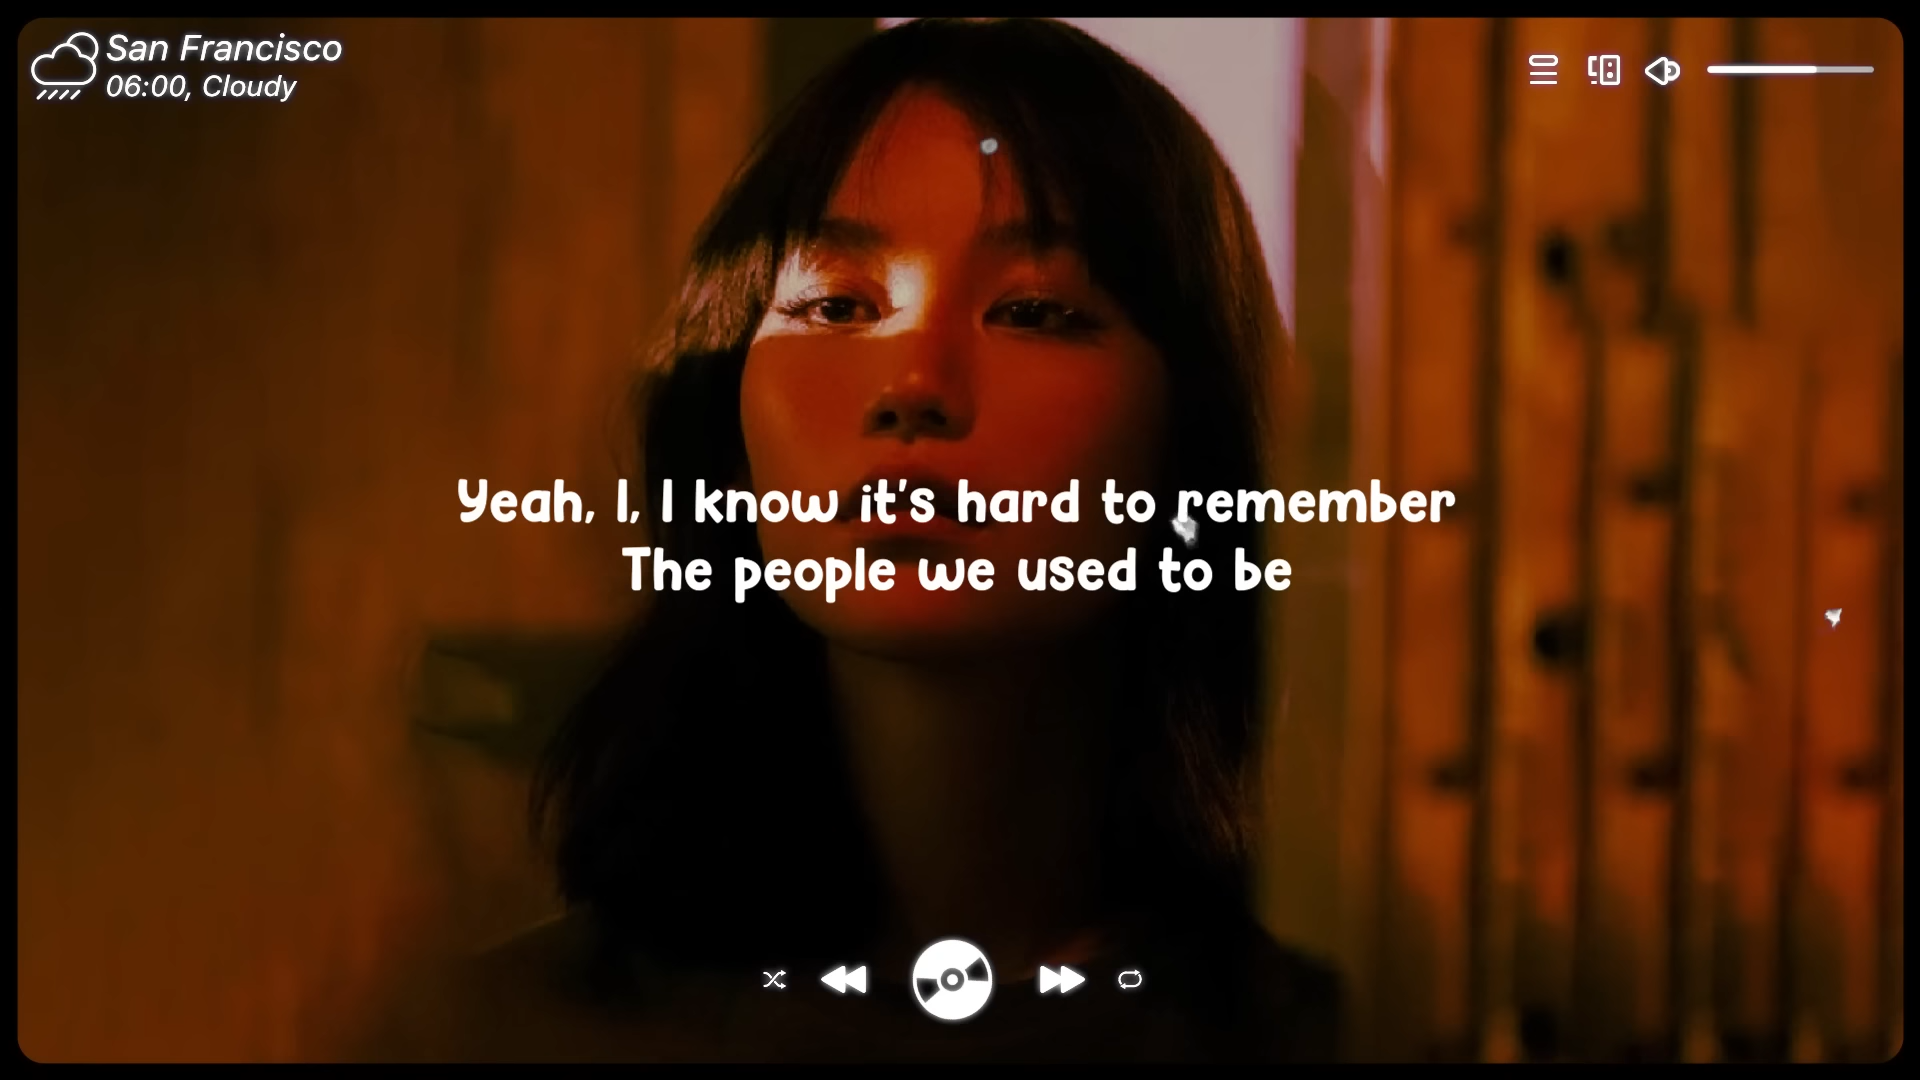 San Francisco
06:00, Cloudy
Yeah, I, I know it's hard to remember
The people we used to be